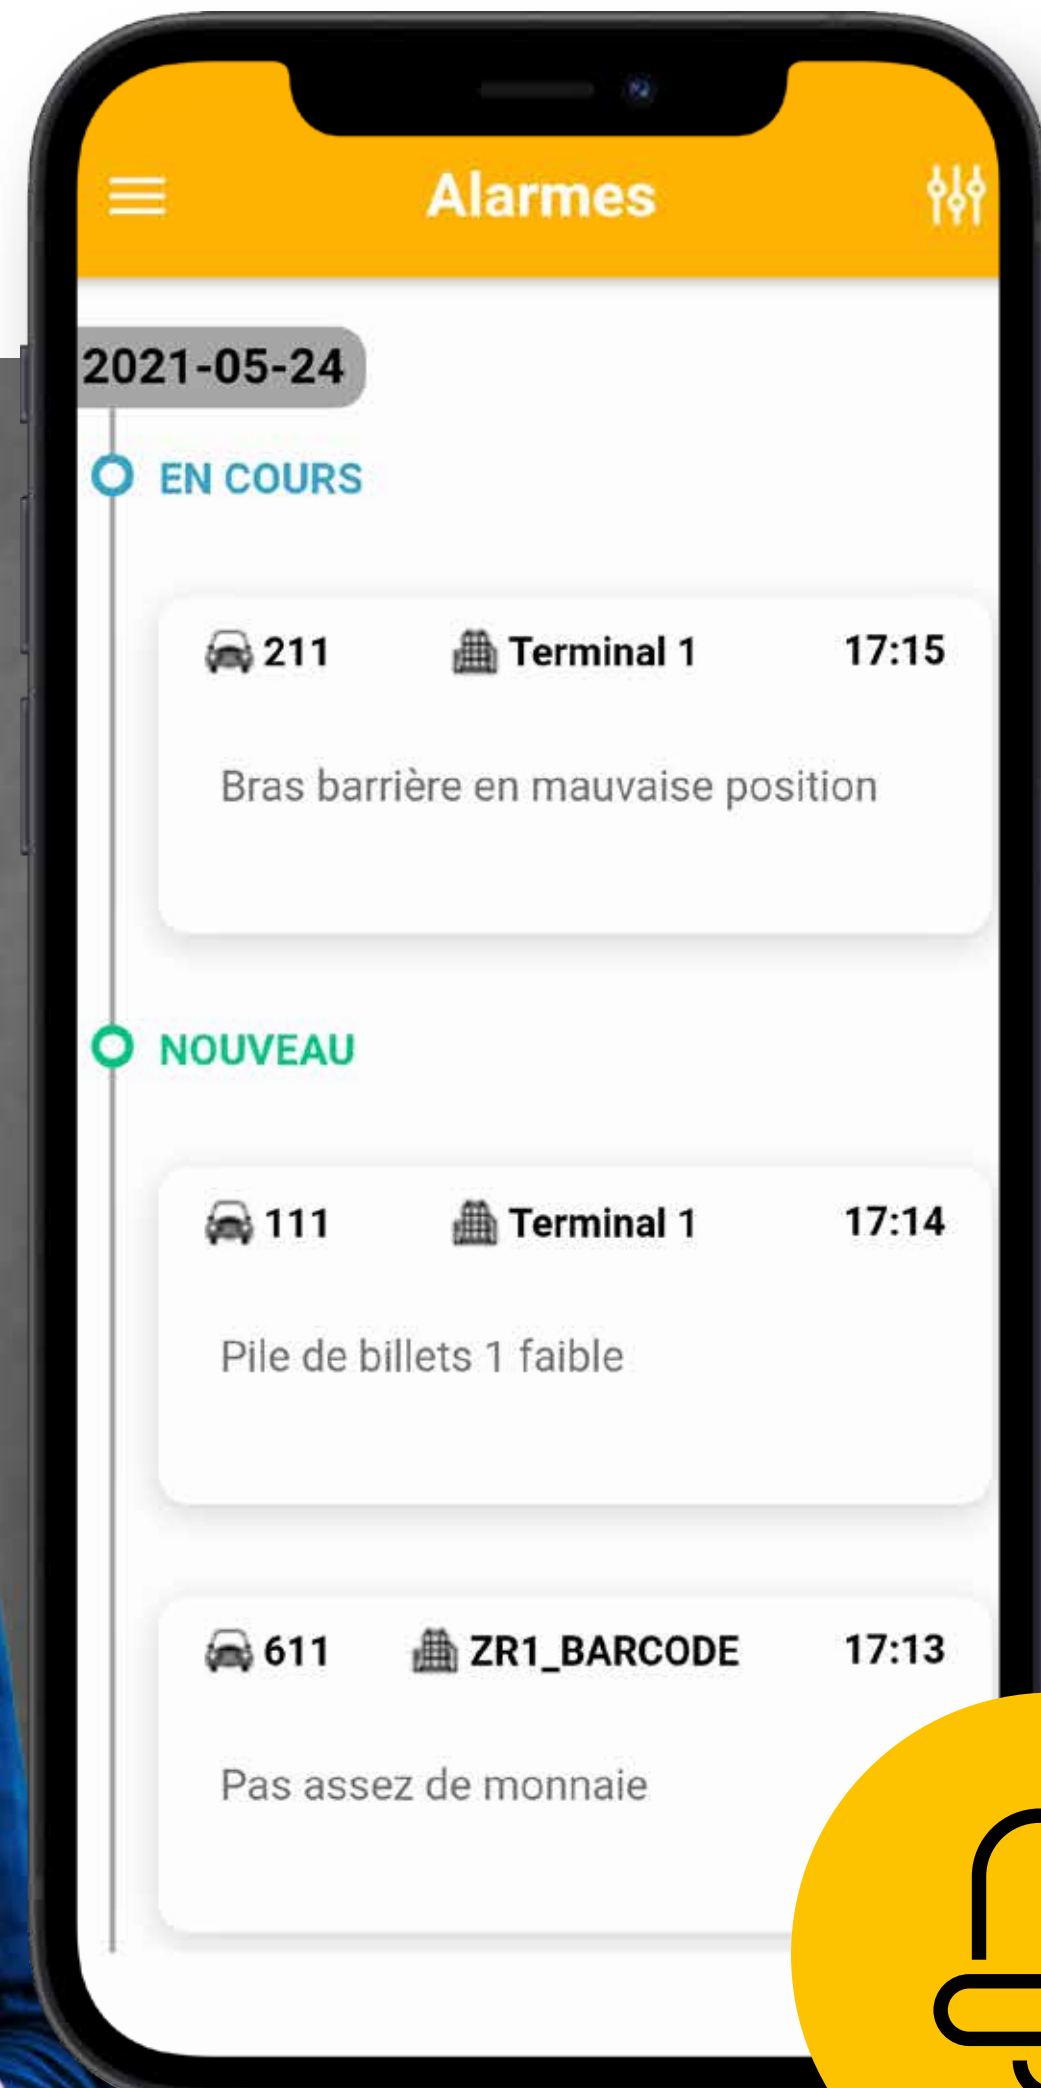 Alarmes
2021-05-24
EN COURS
211 Terminal 1 17:15
Bras barrière en mauvaise position
NOUVEAU
111 Terminal 1 17:14
Pile de billets 1 faible
611 ZR1_BARCODE 17:13
Pas assez de monnaie